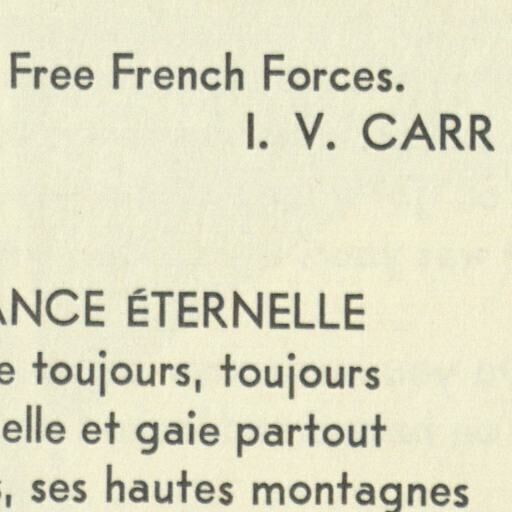 Free French Forces.
I. V. CARR
ANCE ÉTERNELLE
e toujours, toujours
elle et gaie partout
s, ses hautes montagnes